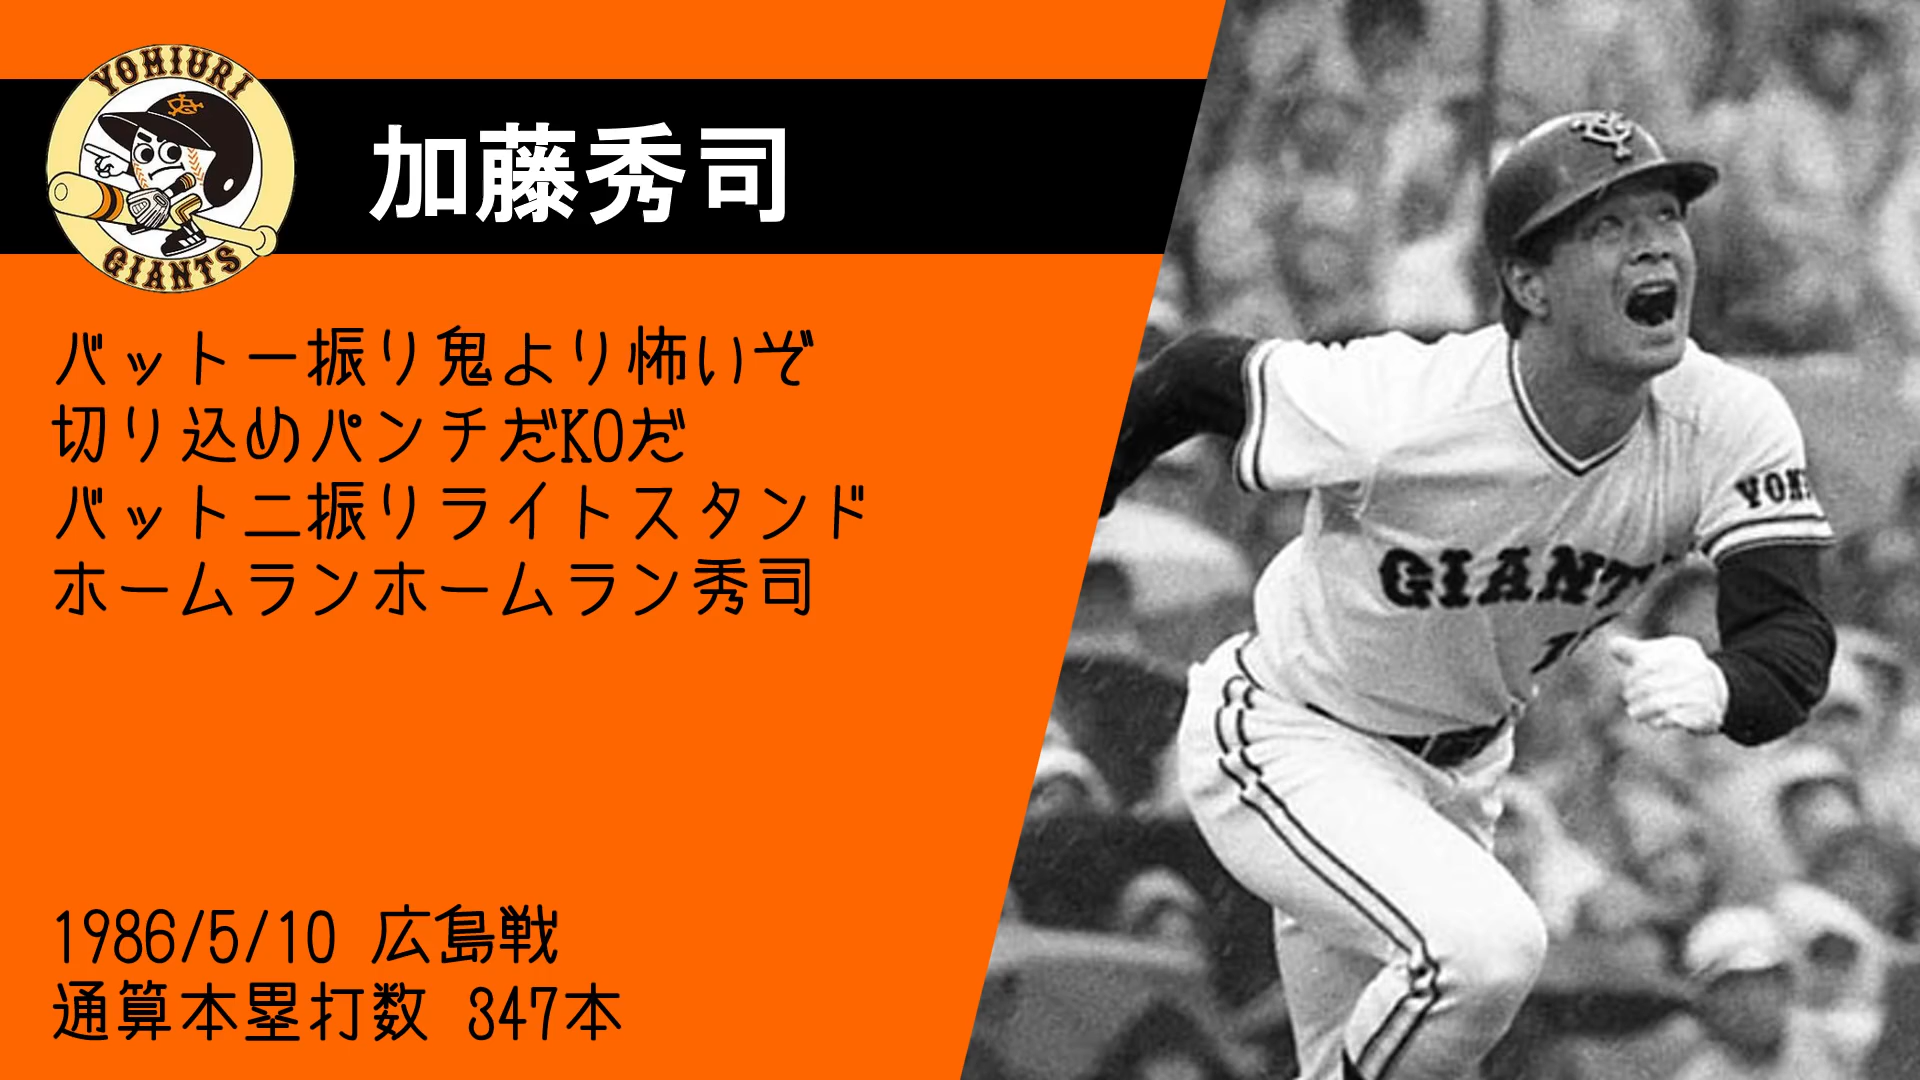 YOMIURI
GIANTS
加藤秀司
バット一振り鬼より怖いぞ
切り込めパンチだKOだ
バット二振りライトスタンド
ホームランホームラン秀司
1986/5/10 広島戦
通算本塁打数 347本
GIANT